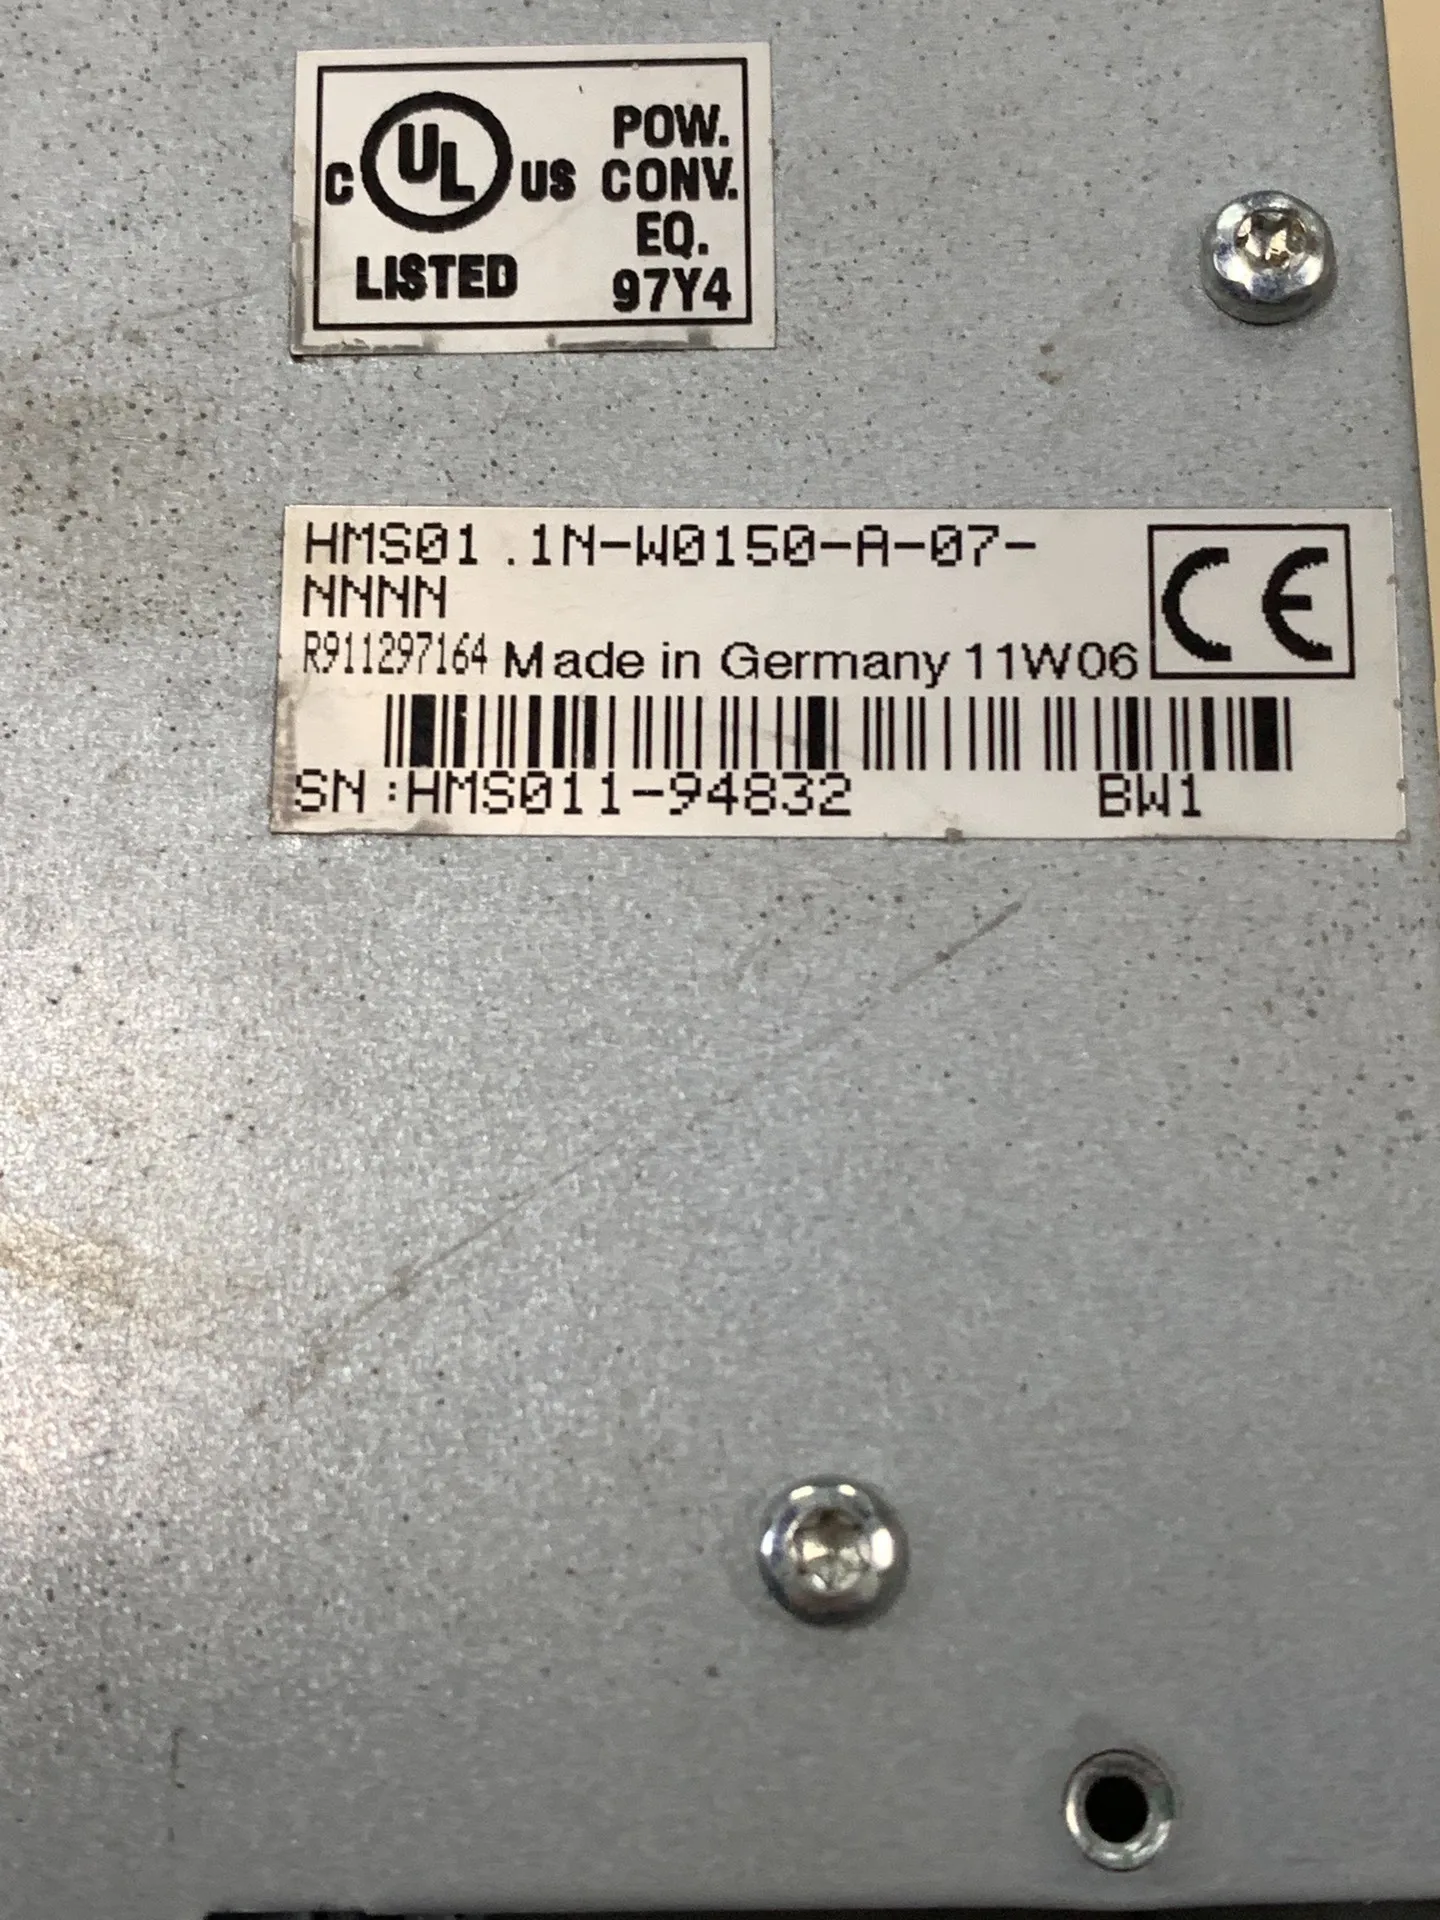 C UL US POW.
CONV.
EQ.
LISTED 97Y4
HMS01.1N-W0150-A-07-
NNNN
R911297164 Made in Germany 11W06
CE
SN:HMS011-94832 BW1